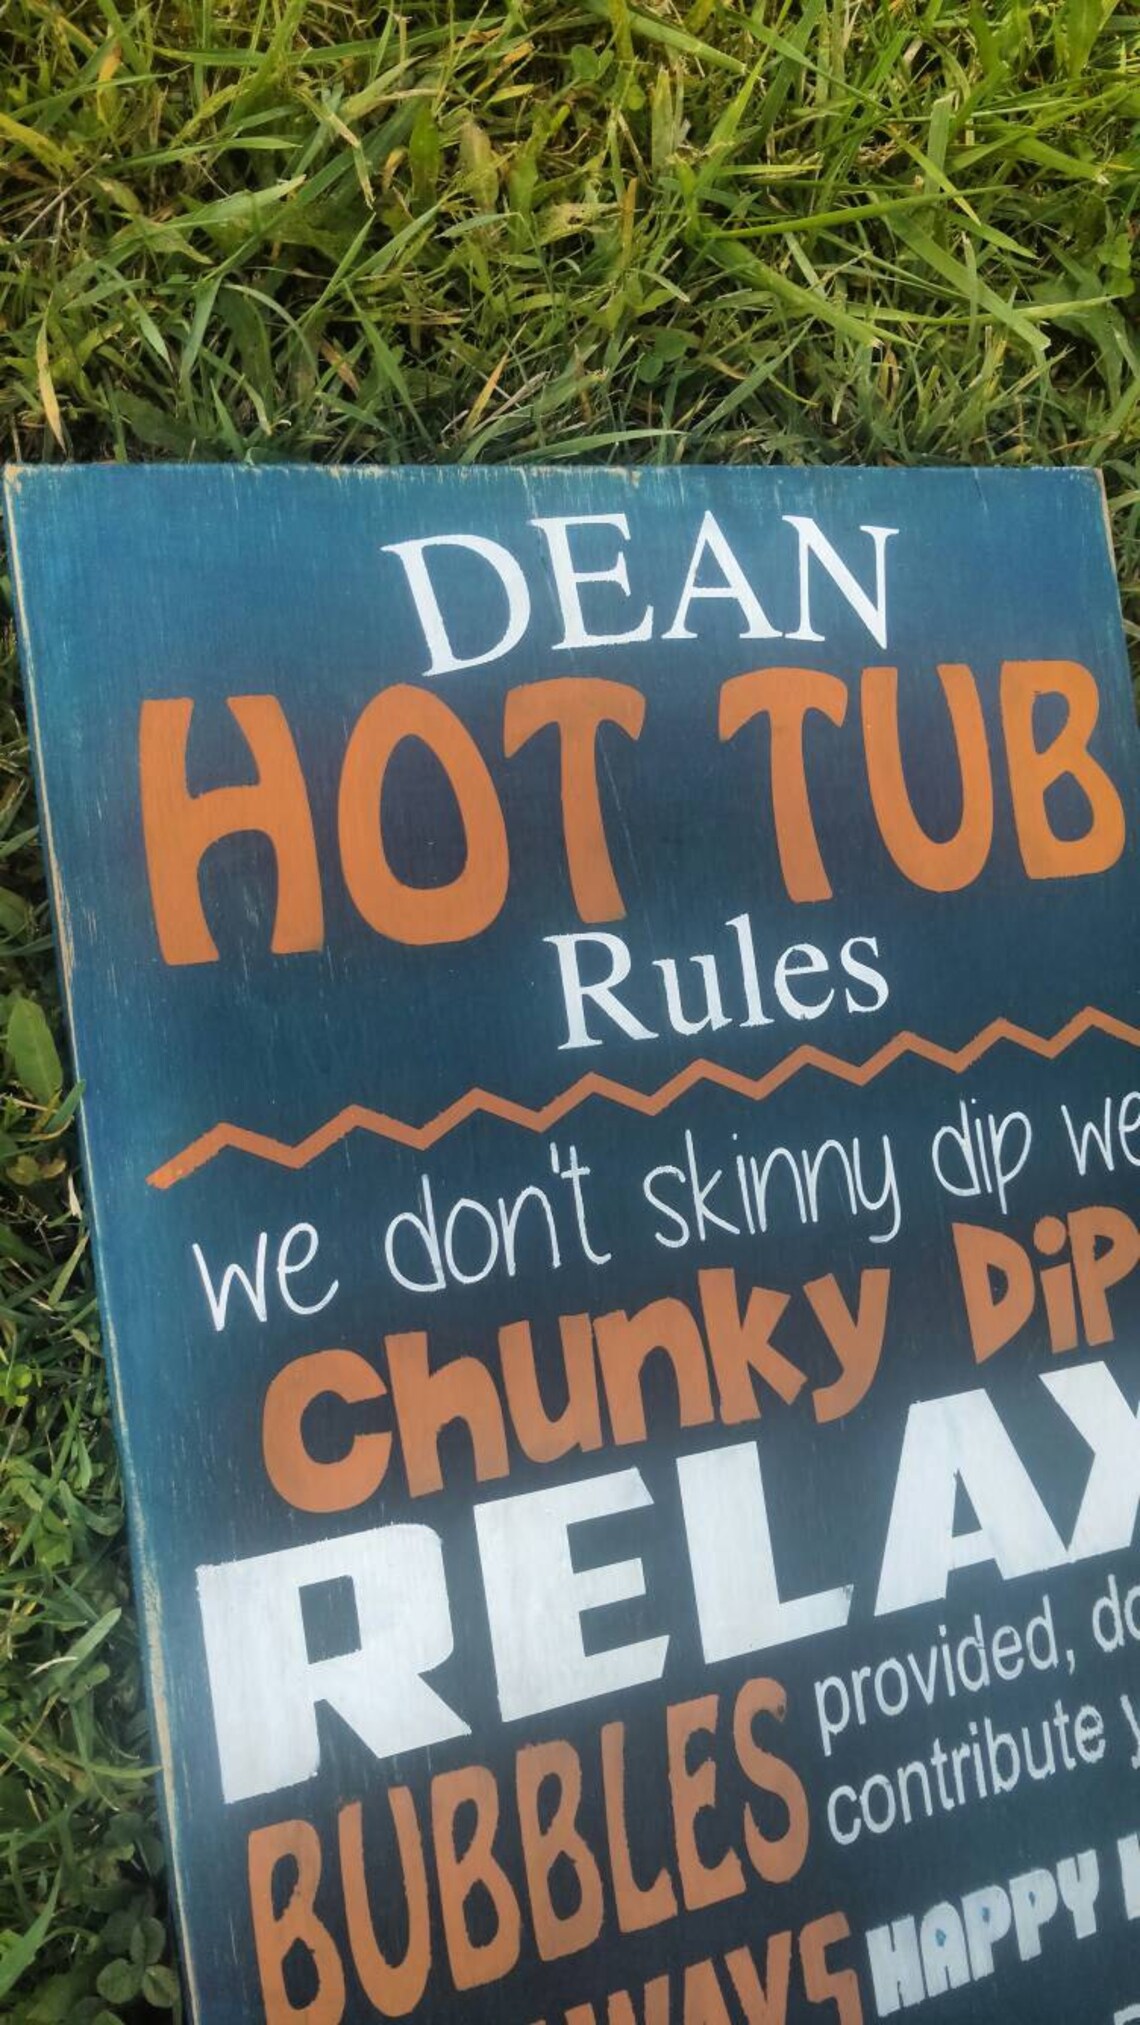 DEAN
HOT TUB
Rules
we don't skinny dip we
Chunky DiP
RELAX
BUBBLES provided, do
contribute y
HAPPY